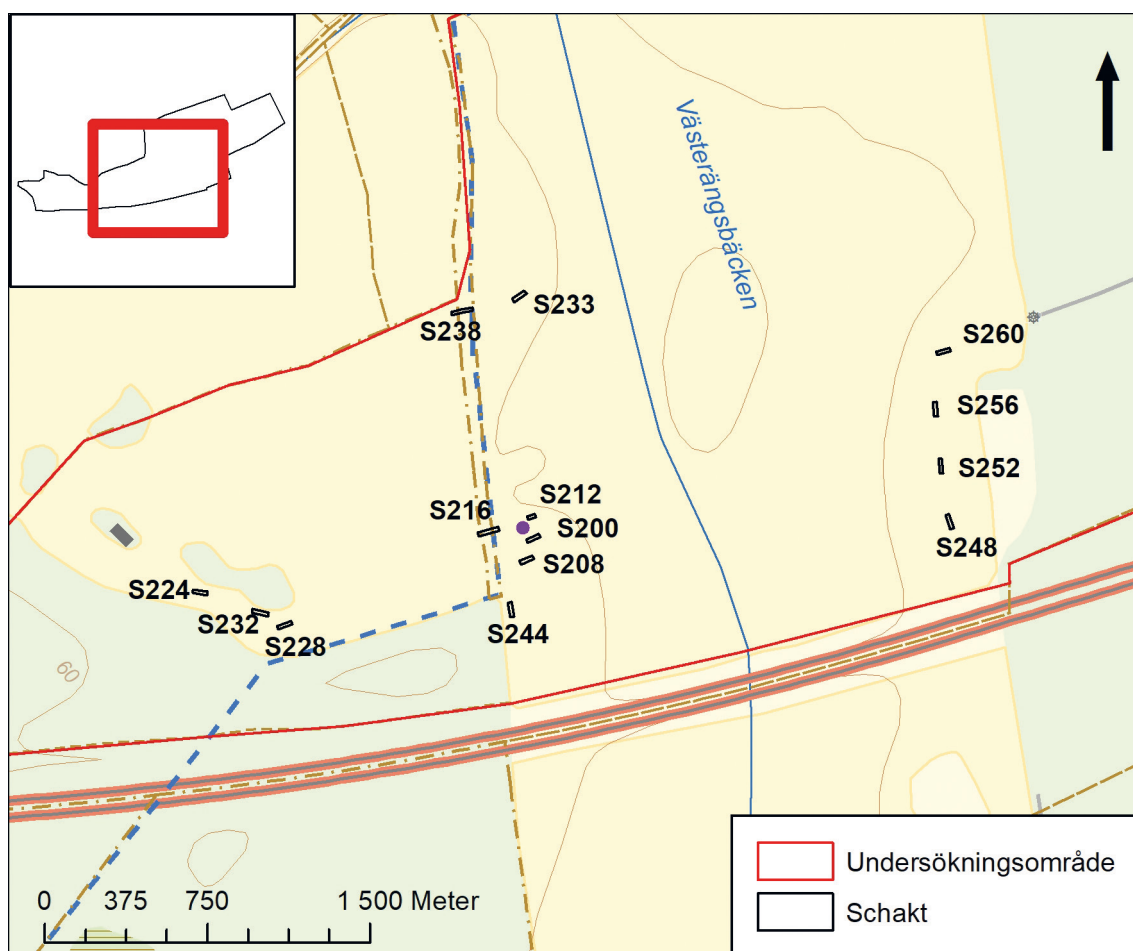 Västerängsbäcken
S233
S238
S260
S256
S252
S212
S216
S200
S248
S208
S224
S232
S228
S244
60
0 375 750 1 500 Meter
Undersökningsområde
Schakt